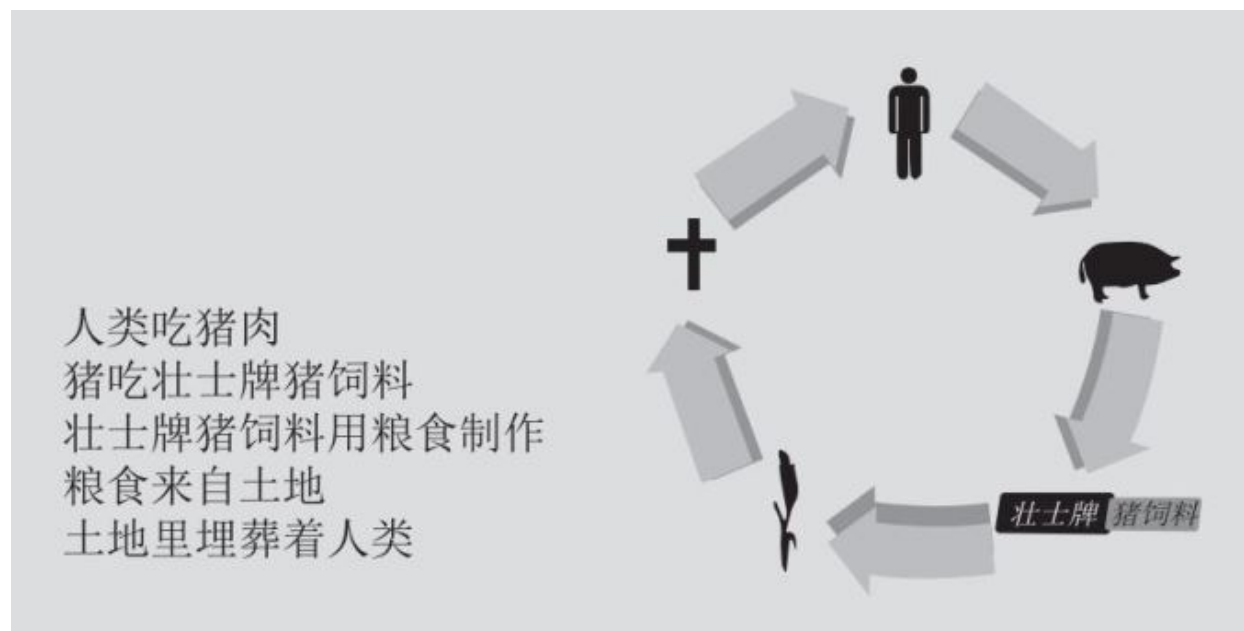 人类吃猪肉
猪吃壮士牌猪饲料
壮士牌猪饲料用粮食制作
粮食来自土地
土地里埋葬着人类
壮士牌 猪饲料